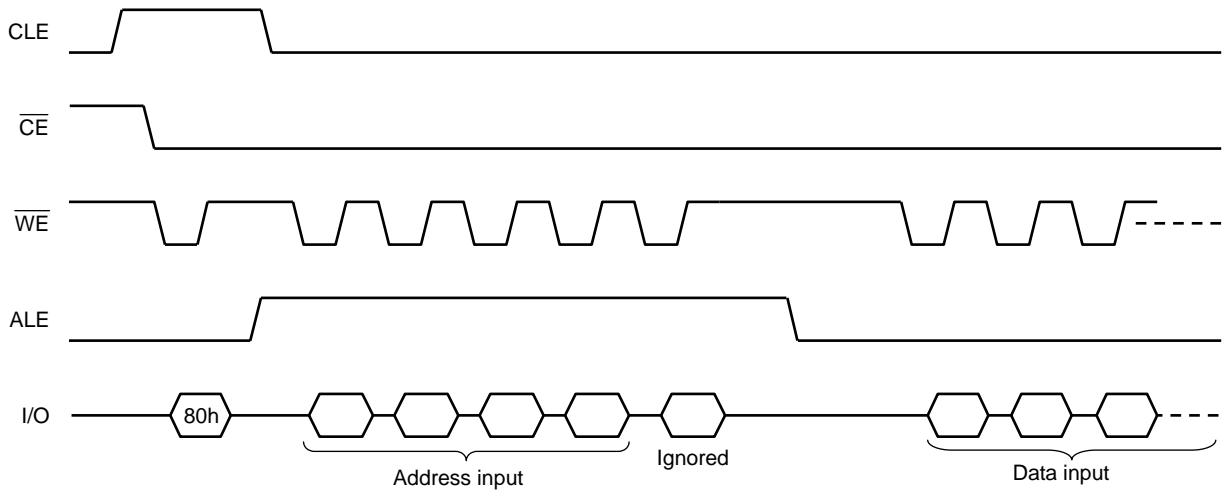 CLE
CE
WE
ALE
I/O
80h
Address input
Ignored
Data input